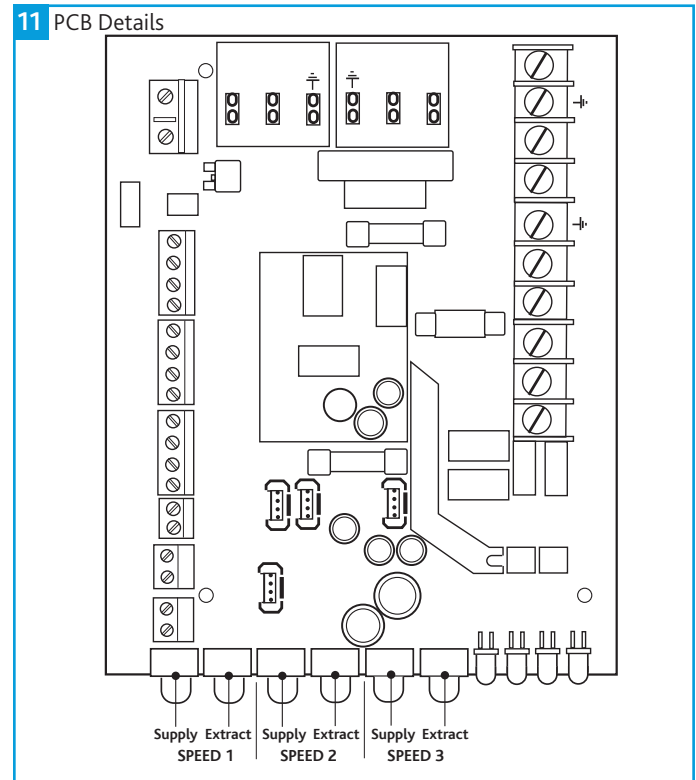 11 PCB Details
Supply Extract Supply Extract Supply Extract
SPEED 1 SPEED 2 SPEED 3